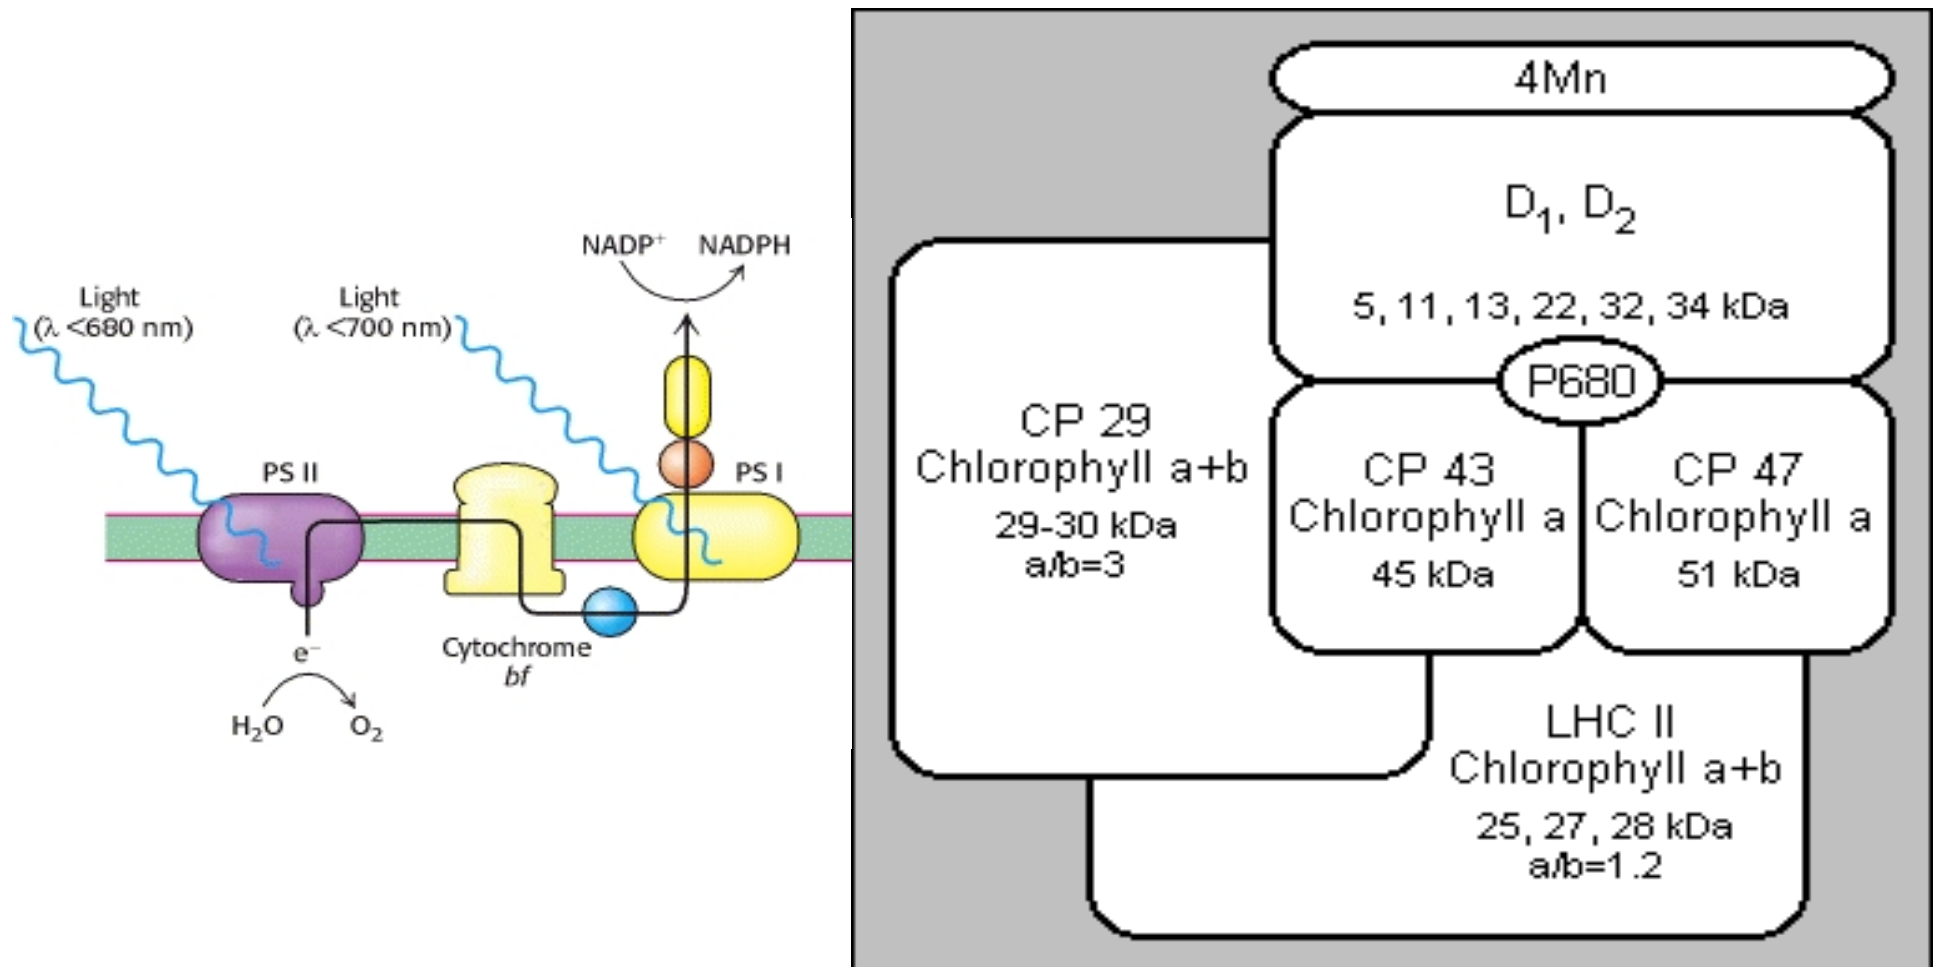 NADP⁺ NADPH
Light
(λ <680 nm)
Light
(λ <700 nm)
PS II
PS I
e⁻
Cytochrome
bf
H₂O O₂
4Mn
D₁, D₂
5, 11, 13, 22, 32, 34 kDa
P680
CP 29
Chlorophyll a+b
29-30 kDa
a/b=3
CP 43
Chlorophyll a
45 kDa
CP 47
Chlorophyll a
51 kDa
LHC II
Chlorophyll a+b
25, 27, 28 kDa
a/b=1.2